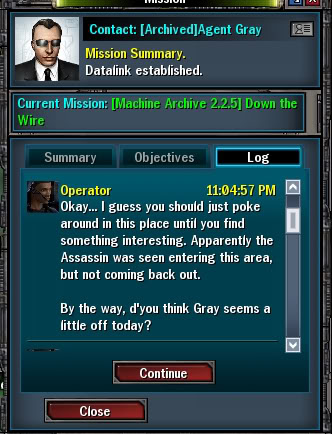 Mission
Contact: [Archived]Agent Gray
Mission Summary.
Datalink established.
Current Mission: [Machine Archive 2.2.5] Down the
Wire
Summary
Objectives
Log
Operator
11:04:57 PM
Okay... I guess you should just poke
around in this place until you find
something interesting. Apparently the
Assassin was seen entering this area,
but not coming back out.
By the way, d'you think Gray seems a
little off today?
Continue
Close